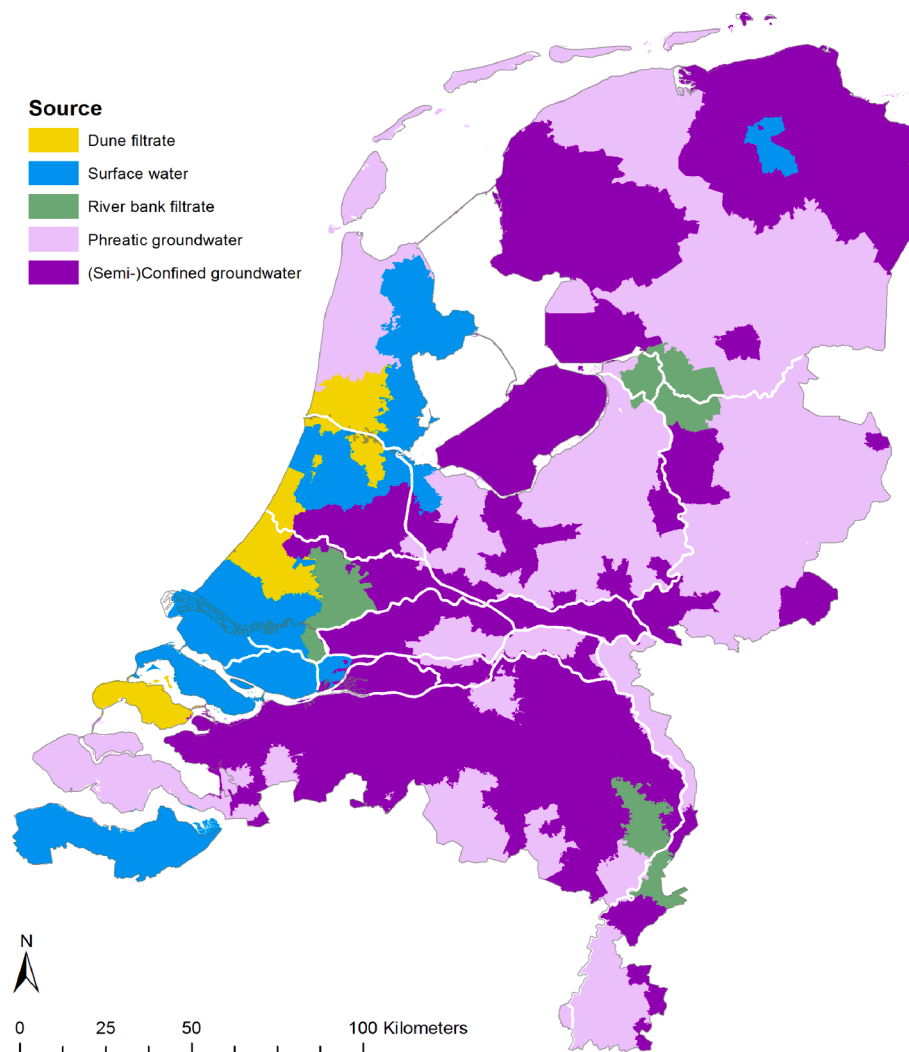 Source
Dune filtrate
Surface water
River bank filtrate
Phreatic groundwater
(Semi-)Confined groundwater
N
0 25 50 100 Kilometers